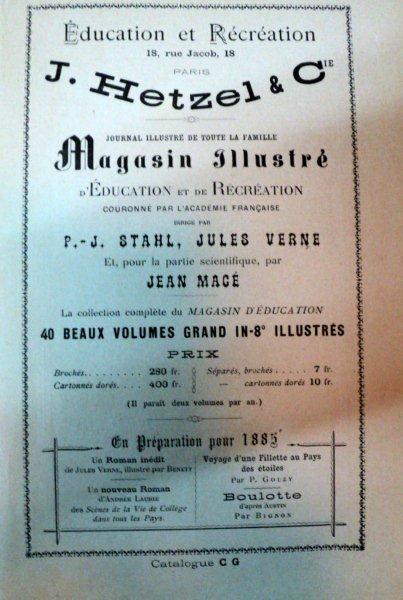 Éducation et Récréation
18, rue Jacob, 18
PARIS
J. Hetzel & CIE
JOURNAL ILLUSTRÉ DE TOUTE LA FAMILLE
Magasin Illustré
D'ÉDUCATION ET DE RÉCRÉATION
COURONNÉ PAR L'ACADÉMIE FRANÇAISE
DIRIGÉ PAR
P.-J. STAHL, JULES VERNE
Et, pour la partie scientifique, par
JEAN MACÉ
La collection complète du MAGASIN D'ÉDUCATION
40 BEAUX VOLUMES GRAND IN-8° ILLUSTRÉS
PRIX
Brochés......... 280 fr.
Cartonnés dorés.... 400 fr.
Séparés, brochés...... 7 fr.
— cartonnés dorés 10 fr.
(Il paraît deux volumes par an.)
En Préparation pour 1885
Un Roman inédit
de JULES VERNE, illustré par BENETT
Un nouveau Roman
d'ANDRÉ LAURIE
des Scènes de la Vie de Collège
dans tous les Pays.
Voyage d'une Fillette au Pays
des étoiles
Par P. GOUZY
Boulotte
d'après AUSTIN
Par BIGNON
Catalogue C G